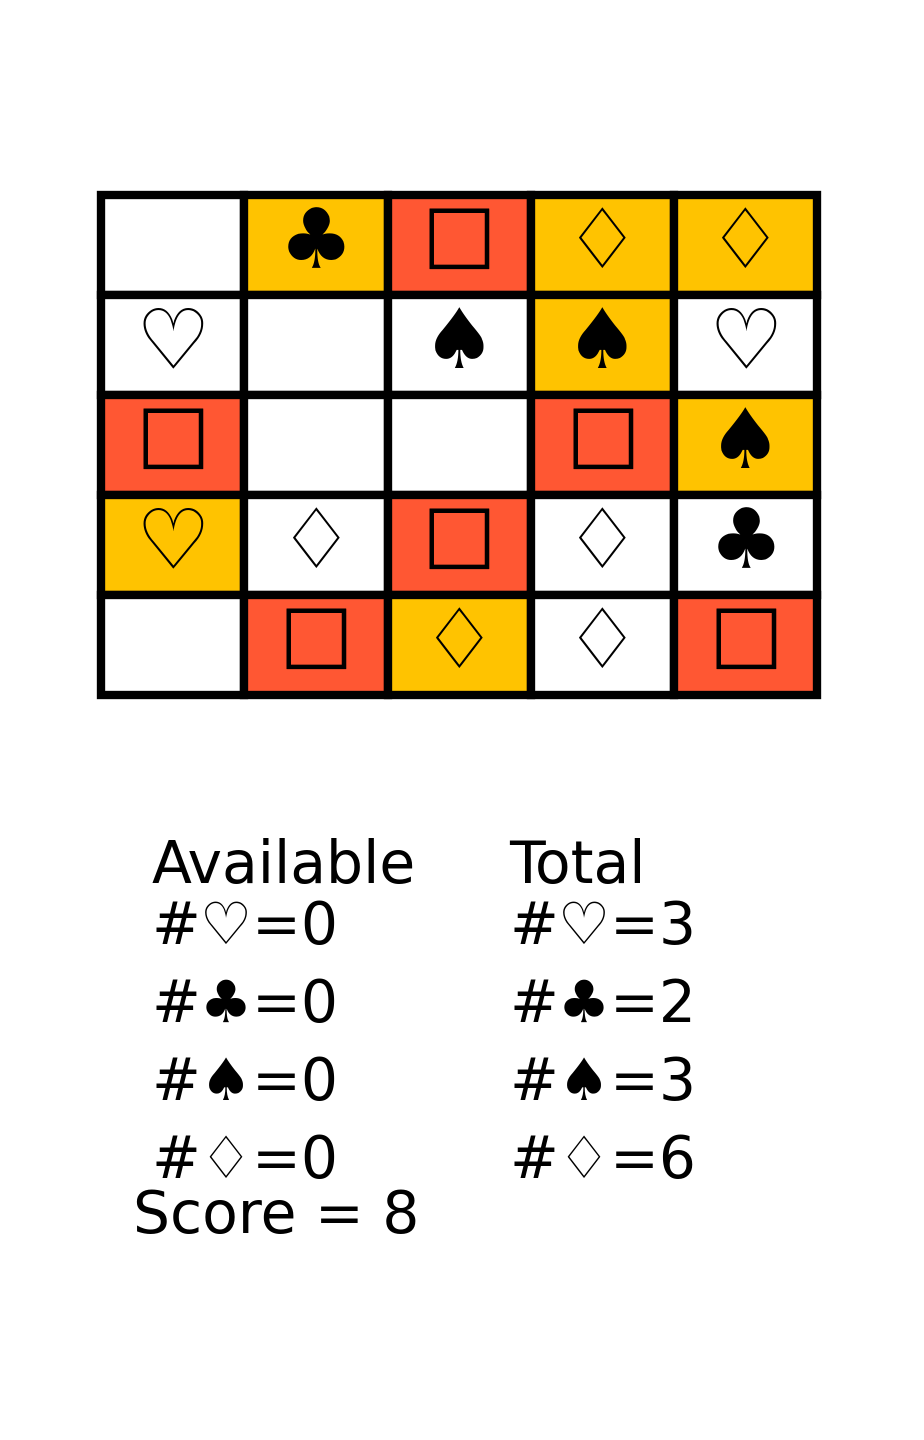 ♣ □ ♢ ♢
♡ ♠ ♠ ♡
□ □ ♠
♡ ♢ □ ♢ ♣
□ ♢ ♢ □
Available Total
#♡=0 #♡=3
#♣=0 #♣=2
#♠=0 #♠=3
#♢=0 #♢=6
Score = 8